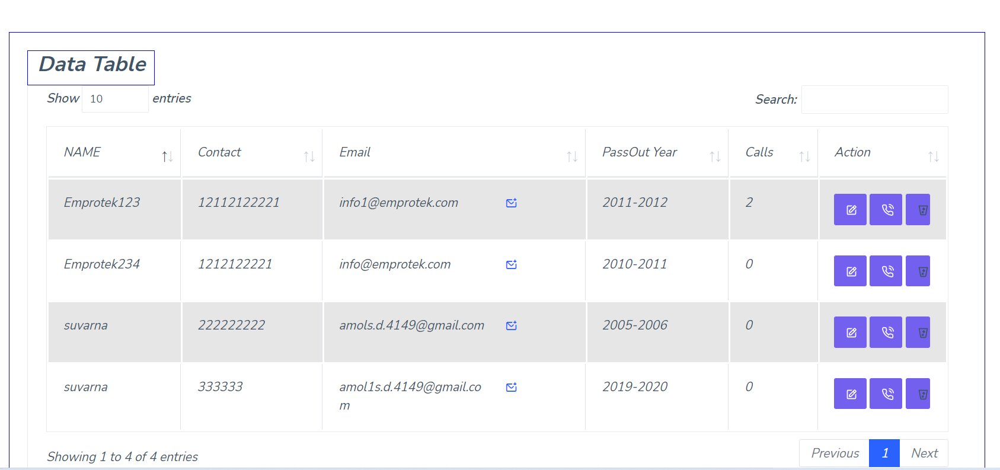 Data Table
Show 10 entries
Search:
NAME Contact Email PassOut Year Calls Action
Emprotek123 12112122221 info1@emprotek.com 2011-2012 2
Emprotek234 1212122221 info@emprotek.com 2010-2011 0
suvarna 222222222 amols.d.4149@gmail.com 2005-2006 0
suvarna 333333 amol1s.d.4149@gmail.co 2019-2020 0
m
Showing 1 to 4 of 4 entries
Previous 1 Next